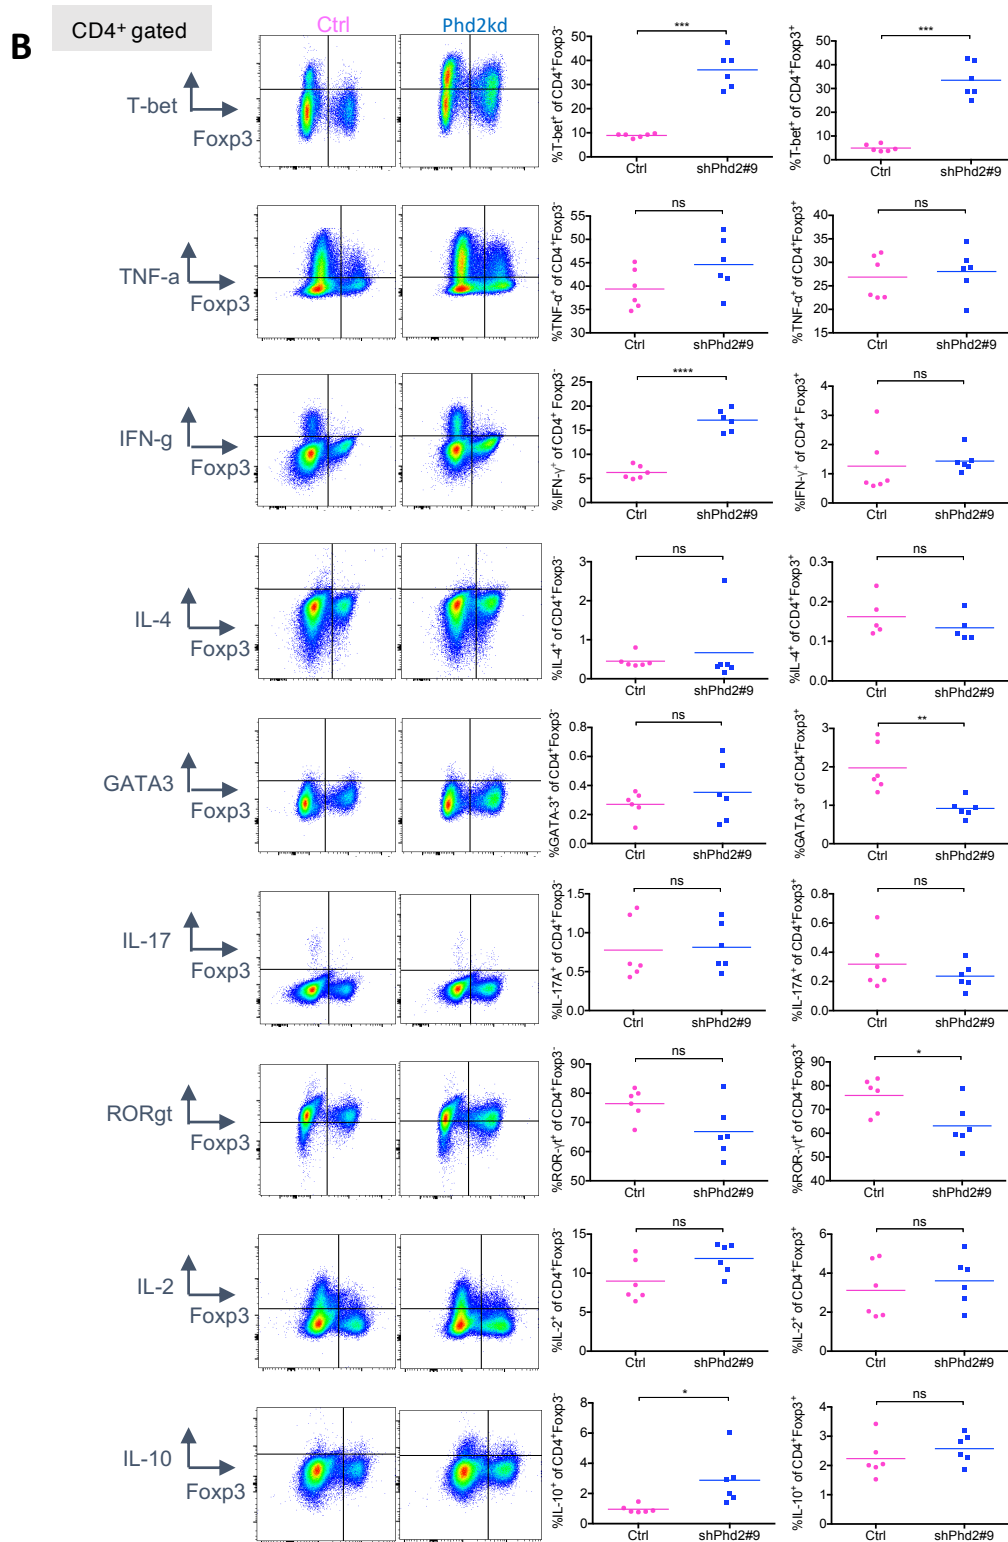 B
CD4+ gated
Ctrl
Phd2kd
T-bet
Foxp3
%T-bet+ of CD4+Foxp3-
50
40
30
20
10
0
***
Ctrl
shPhd2#9
%T-bet+ of CD4+Foxp3+
50
40
30
20
10
0
***
Ctrl
shPhd2#9
TNF-a
Foxp3
%TNF-α+ of CD4+Foxp3-
55
50
45
40
35
30
ns
Ctrl
shPhd2#9
%TNF-α+ of CD4+Foxp3+
40
35
30
25
20
15
ns
Ctrl
shPhd2#9
IFN-g
Foxp3
%IFN-γ+ of CD4+ Foxp3-
25
20
15
10
5
0
****
Ctrl
shPhd2#9
%IFN-γ+ of CD4+ Foxp3+
4
3
2
1
0
ns
Ctrl
shPhd2#9
IL-4
Foxp3
%IL-4+ of CD4+Foxp3-
3
2
1
0
ns
Ctrl
shPhd2#9
%IL-4+ of CD4+Foxp3+
0.3
0.2
0.1
0.0
ns
Ctrl
shPhd2#9
GATA3
Foxp3
%GATA-3+ of CD4+Foxp3-
0.8
0.6
0.4
0.2
0.0
ns
Ctrl
shPhd2#9
%GATA-3+ of CD4+Foxp3+
3
2
1
0
**
Ctrl
shPhd2#9
IL-17
Foxp3
%IL-17A+ of CD4+Foxp3-
1.5
1.0
0.5
0.0
ns
Ctrl
shPhd2#9
%IL-17A+ of CD4+Foxp3+
0.8
0.6
0.4
0.2
0.0
ns
Ctrl
shPhd2#9
RORgt
Foxp3
%ROR-γt+ of CD4+Foxp3-
90
80
70
60
50
ns
Ctrl
shPhd2#9
%ROR-γt+ of CD4+Foxp3+
90
80
70
60
50
40
*
Ctrl
shPhd2#9
IL-2
Foxp3
%IL-2+ of CD4+Foxp3-
15
10
5
0
ns
Ctrl
shPhd2#9
%IL-2+ of CD4+Foxp3+
6
4
2
0
ns
Ctrl
shPhd2#9
IL-10
Foxp3
%IL-10+ of CD4+Foxp3-
8
6
4
2
0
*
Ctrl
shPhd2#9
%IL-10+ of CD4+Foxp3+
4
3
2
1
0
ns
Ctrl
shPhd2#9